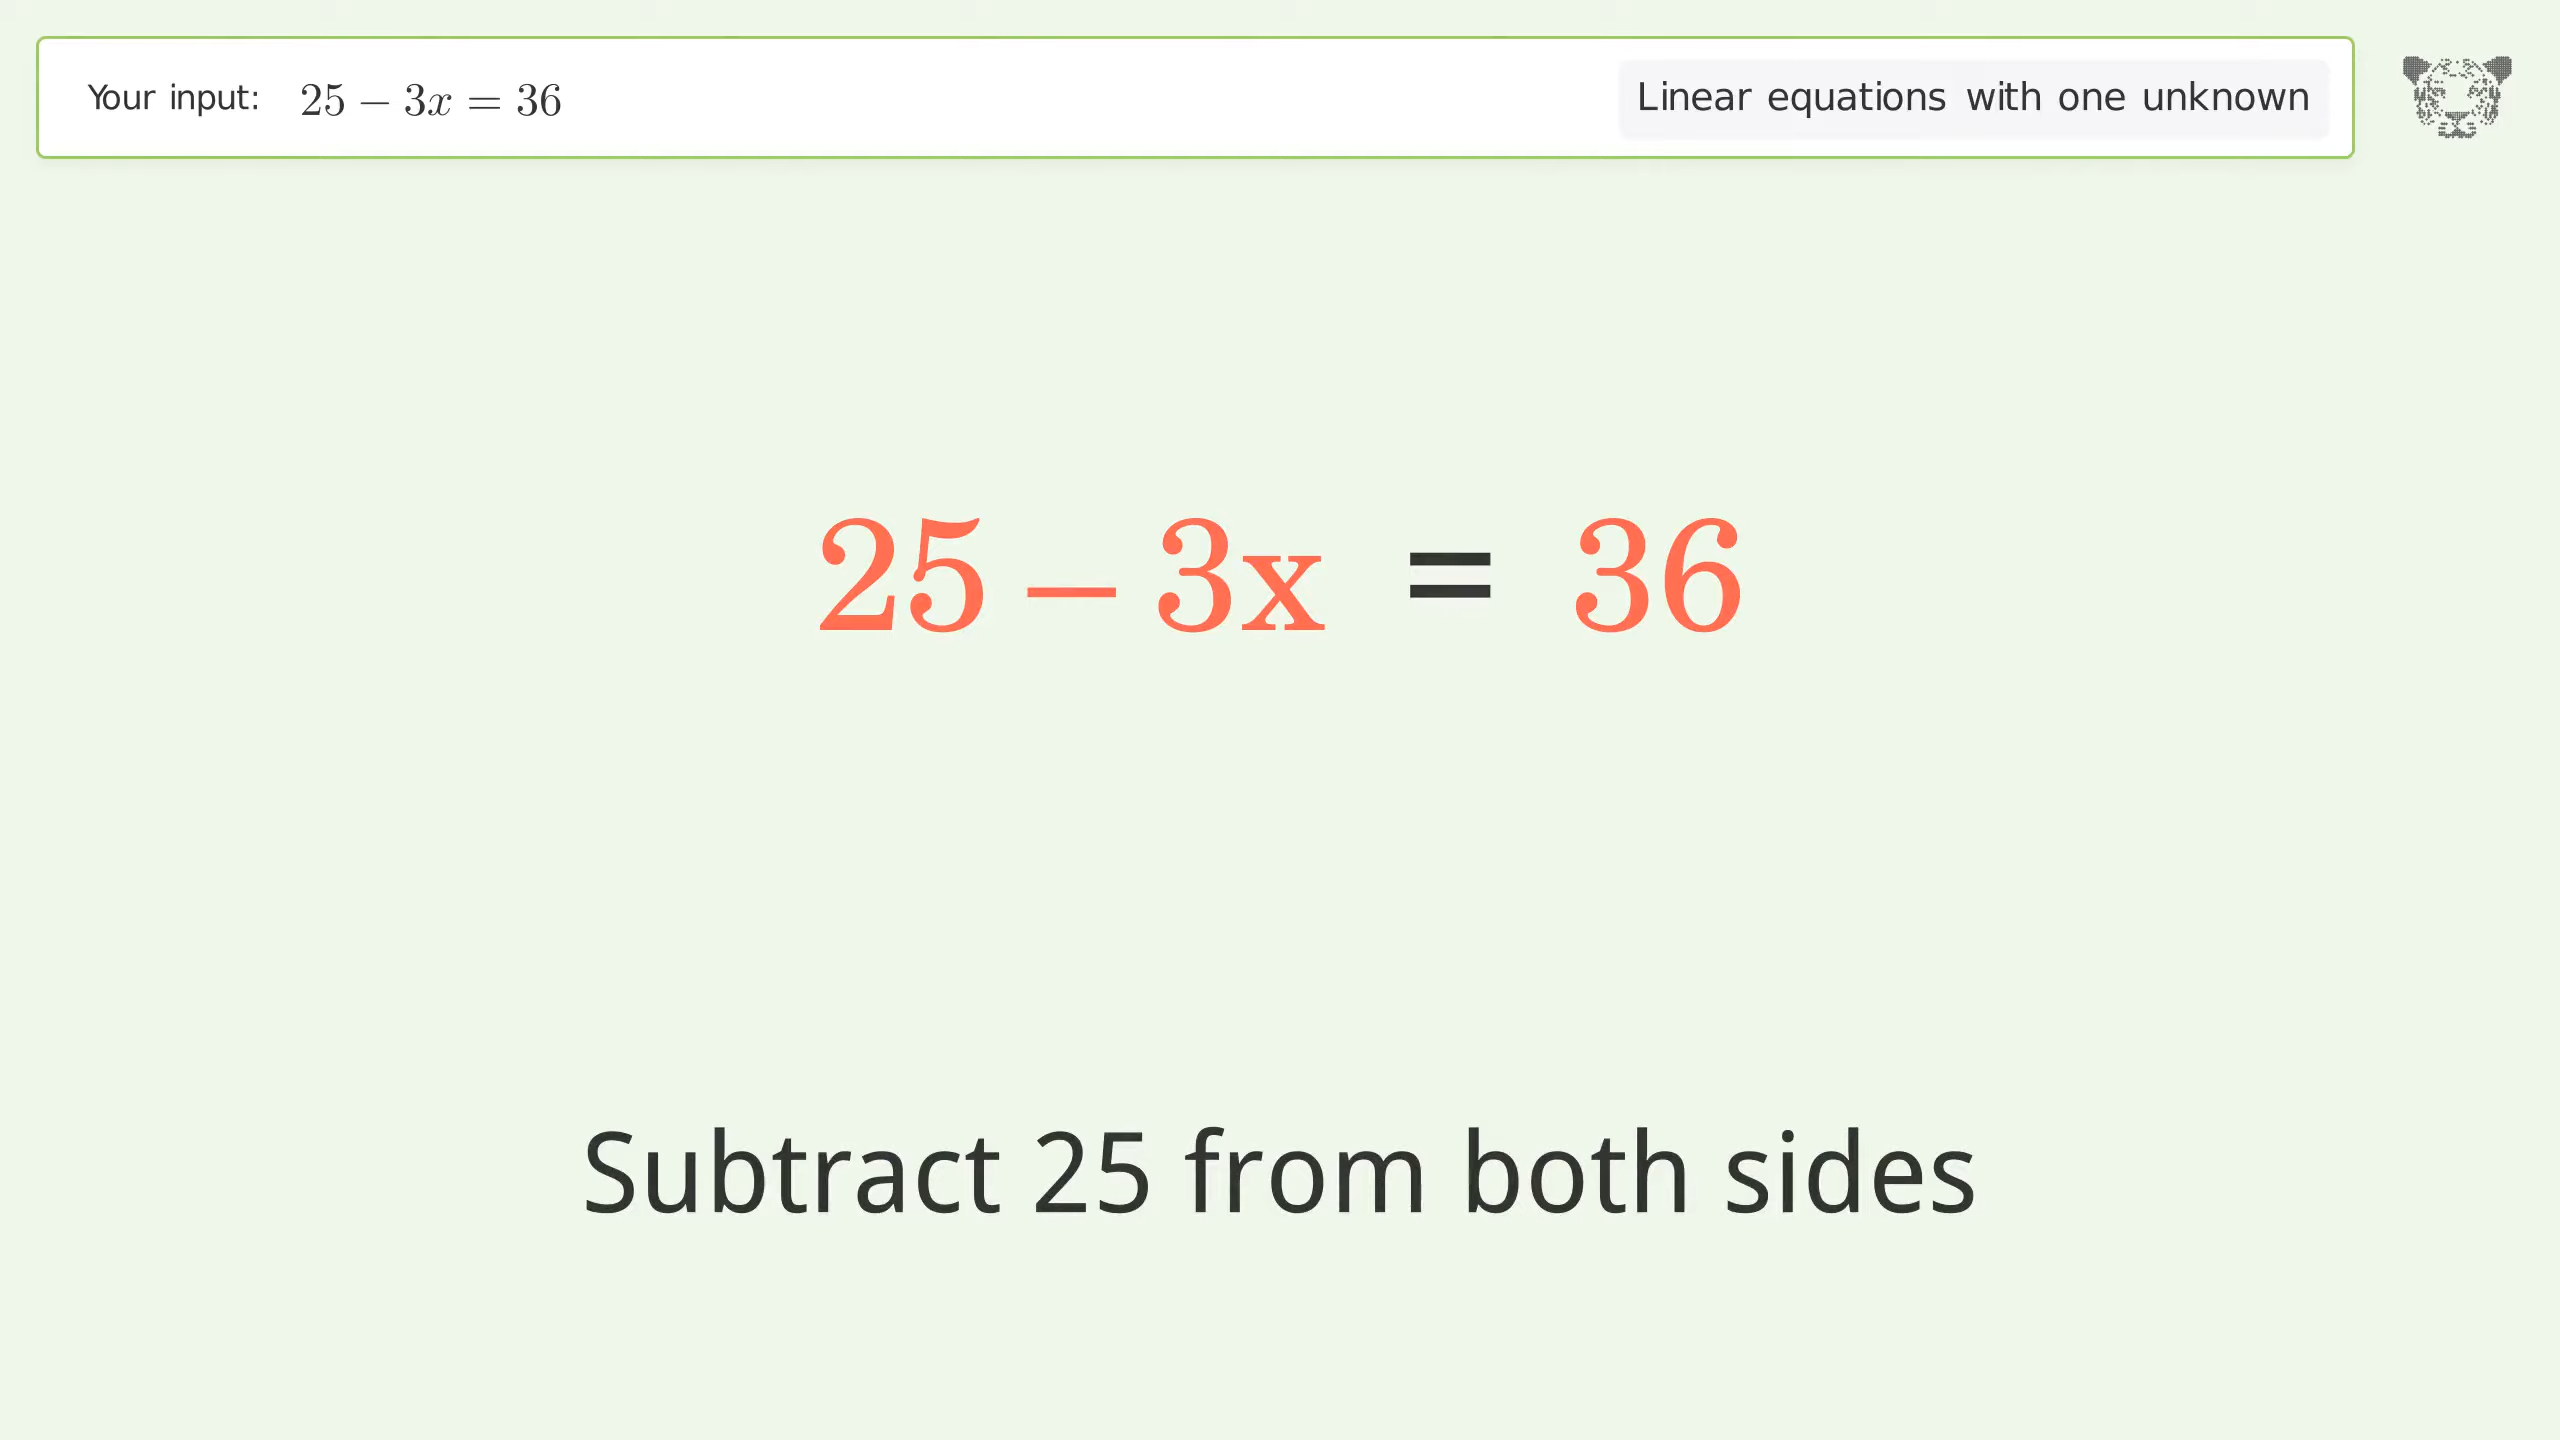 Your input: 25 − 3x = 36 Linear equations with one unknown
25 − 3x = 36
Subtract 25 from both sides